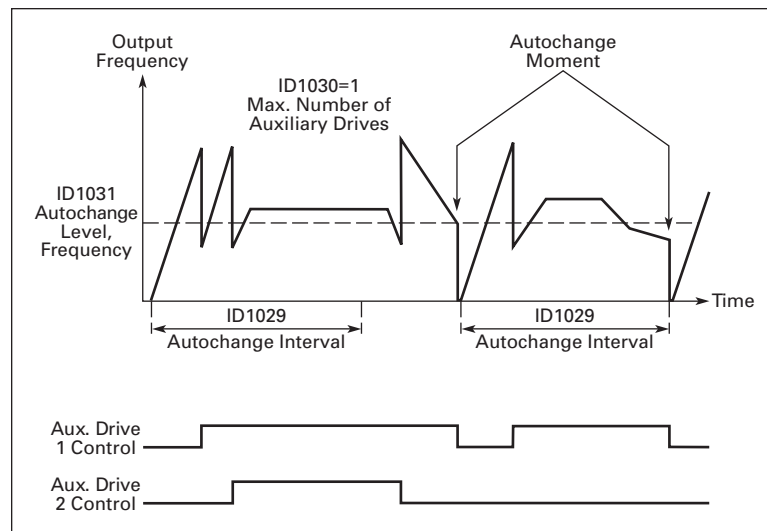 Output
Frequency
ID1030=1
Max. Number of
Auxiliary Drives
Autochange
Moment
ID1031
Autochange
Level,
Frequency
Time
ID1029
Autochange Interval
ID1029
Autochange Interval
Aux. Drive
1 Control
Aux. Drive
2 Control